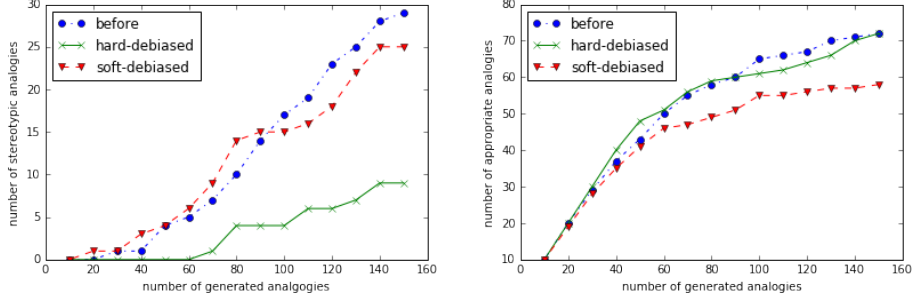 30
25
20
15
10
5
0
0 20 40 60 80 100 120 140 160
number of generated analgogies
number of stereotypic analogies
before
hard-debiased
soft-debiased
80
70
60
50
40
30
20
10
0 20 40 60 80 100 120 140 160
number of generated analogies
number of appropriate analogies
before
hard-debiased
soft-debiased